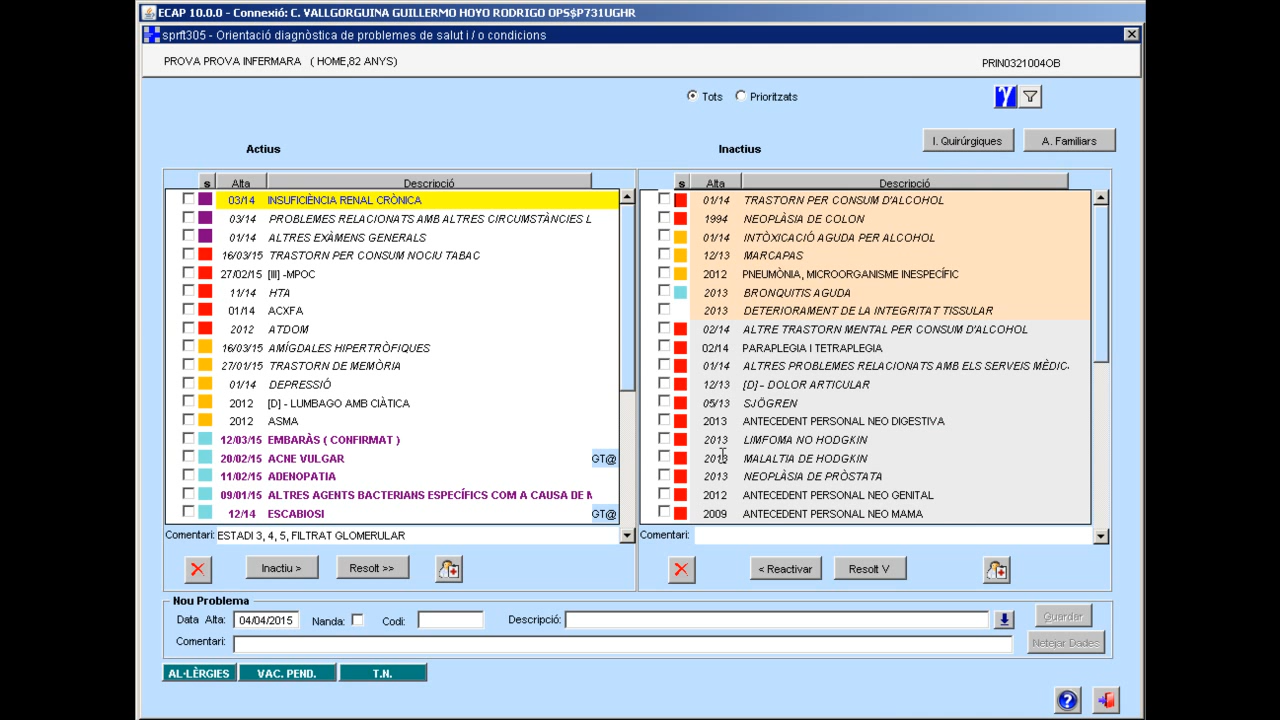 ECAP 10.0.0 - Connexió: C. VALLGORGUINA GUILLERMO HOYO RODRIGO OPS$P731UGHR
sprft305 - Orientació diagnòstica de problemes de salut i / o condicions
PROVA PROVA INFERMARA ( HOME,82 ANYS)
PRIN0321004OB
Tots
Prioritzats
I. Quirúrgiques
A. Familiars
Actius
s Alta Descripció
03/14 INSUFICIÈNCIA RENAL CRÒNICA
03/14 PROBLEMES RELACIONATS AMB ALTRES CIRCUMSTÀNCIES L
01/14 ALTRES EXÀMENS GENERALS
16/03/15 TRASTORN PER CONSUM NOCIU TABAC
27/02/15 [III] -MPOC
11/14 HTA
01/14 ACXFA
2012 ATDOM
16/03/15 AMÍGDALES HIPERTRÒFIQUES
27/01/15 TRASTORN DE MEMÒRIA
01/14 DEPRESSIÓ
2012 [D] - LUMBAGO AMB CIÀTICA
2012 ASMA
12/03/15 EMBARÀS ( CONFIRMAT )
20/02/15 ACNE VULGAR GT@
11/02/15 ADENOPATIA
09/01/15 ALTRES AGENTS BACTERIANS ESPECÍFICS COM A CAUSA DE M
12/14 ESCABIOSI GT@
Comentari: ESTADI 3, 4, 5, FILTRAT GLOMERULAR
Inactiu >
Resolt >>
Inactius
s Alta Descripció
01/14 TRASTORN PER CONSUM D'ALCOHOL
1994 NEOPLÀSIA DE COLON
01/14 INTÒXICACIÓ AGUDA PER ALCOHOL
12/13 MARCAPAS
2012 PNEUMÒNIA, MICROORGANISME INESPECÍFIC
2013 BRONQUITIS AGUDA
2013 DETERIORAMENT DE LA INTEGRITAT TISSULAR
02/14 ALTRE TRASTORN MENTAL PER CONSUM D'ALCOHOL
02/14 PARAPLEGIA I TETRAPLEGIA
01/14 ALTRES PROBLEMES RELACIONATS AMB ELS SERVEIS MÈDIC
12/13 [D] - DOLOR ARTICULAR
05/13 SJÖGREN
2013 ANTECEDENT PERSONAL NEO DIGESTIVA
2013 LIMFOMA NO HODGKIN
2013 MALALTIA DE HODGKIN
2013 NEOPLÀSIA DE PRÒSTATA
2012 ANTECEDENT PERSONAL NEO GENITAL
2009 ANTECEDENT PERSONAL NEO MAMA
Comentari:
< Reactivar
Resolt V
Nou Problema
Data Alta: 04/04/2015 Nanda: Codi: Descripció: Guardar
Comentari: Netejar Dades
AL·LÈRGIES VAC. PEND. T.N.